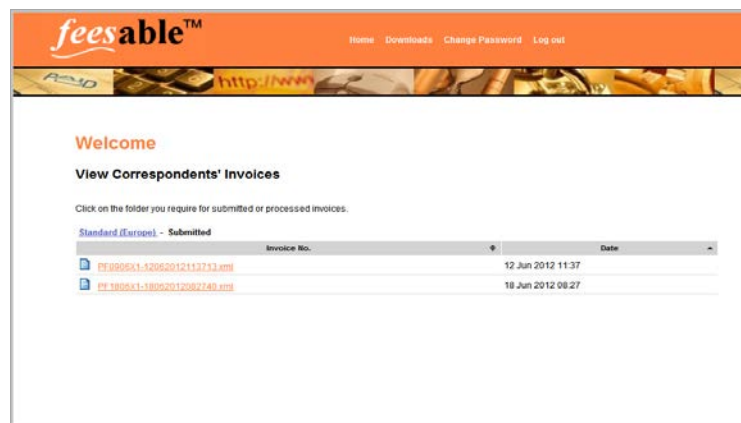 feesable™
Home Downloads Change Password Log out
PAID http://www
Welcome
View Correspondents' Invoices
Click on the folder you require for submitted or processed invoices.
Standard (Europe) - Submitted
Invoice No. Date
PF0906X1-12062012113713.xml 12 Jun 2012 11:37
PF1806X1-18062012082740.xml 18 Jun 2012 08:27